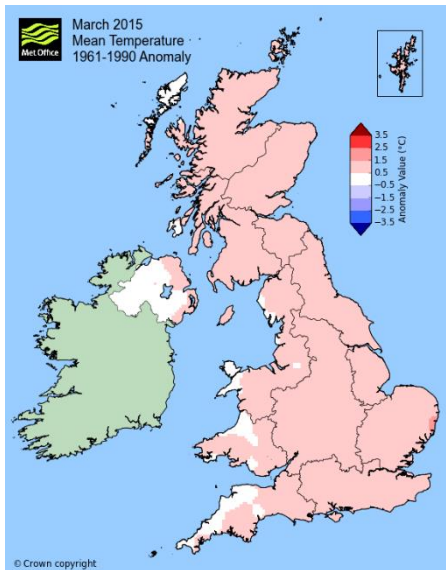 Met Office
March 2015
Mean Temperature
1961-1990 Anomaly
3.5
2.5
1.5
0.5
−0.5
−1.5
−2.5
−3.5
Anomaly Value (°C)
© Crown copyright